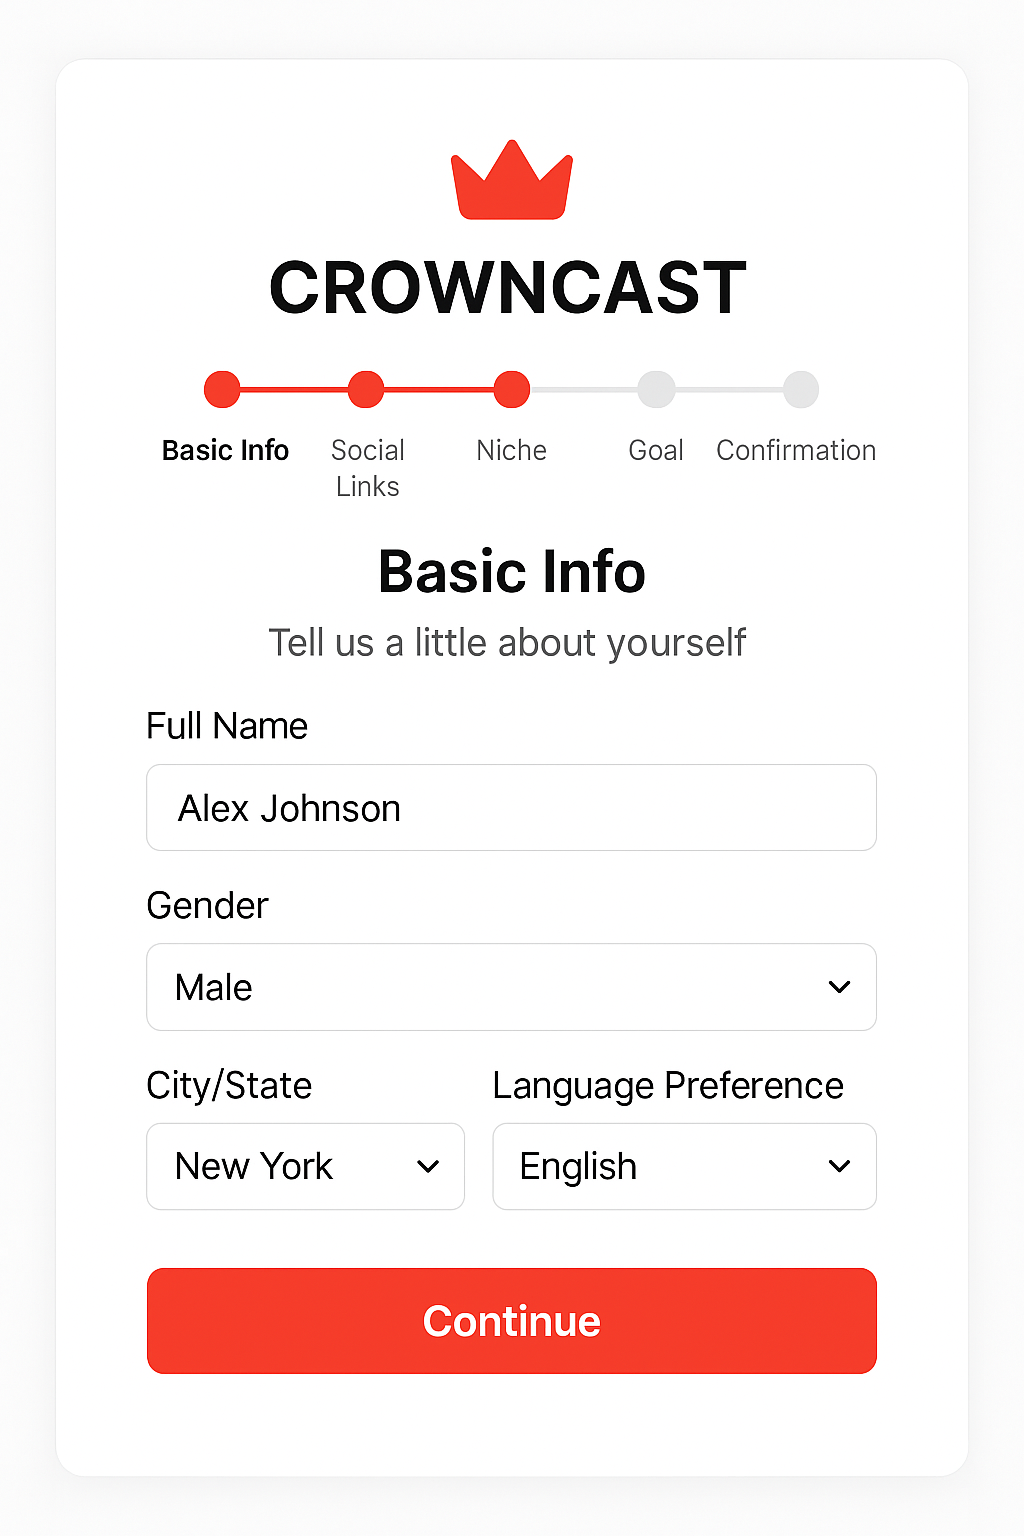 CROWNCAST
Basic Info
Social
Links
Niche
Goal
Confirmation
Basic Info
Tell us a little about yourself
Full Name
Alex Johnson
Gender
Male
City/State
Language Preference
New York
English
Continue